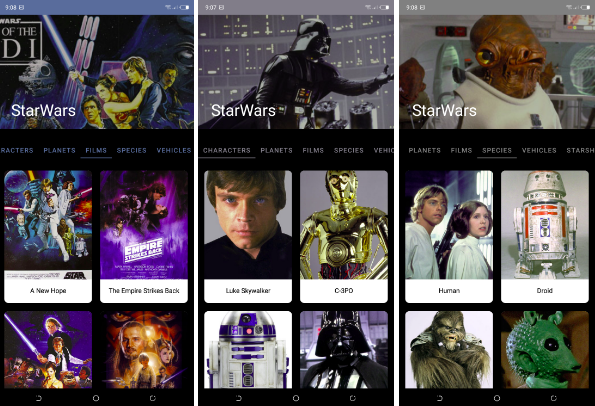 9:08
WARS
OF THE
DI
StarWars
RACTERS PLANETS FILMS SPECIES VEHICLES
STAR
A New Hope
EMPIRE
STRIKES BACK
The Empire Strikes Back
9:07
StarWars
CHARACTERS PLANETS FILMS SPECIES VEHIC
Luke Skywalker
C-3PO
9:08
StarWars
PLANETS FILMS SPECIES VEHICLES STARSH
Human
Droid